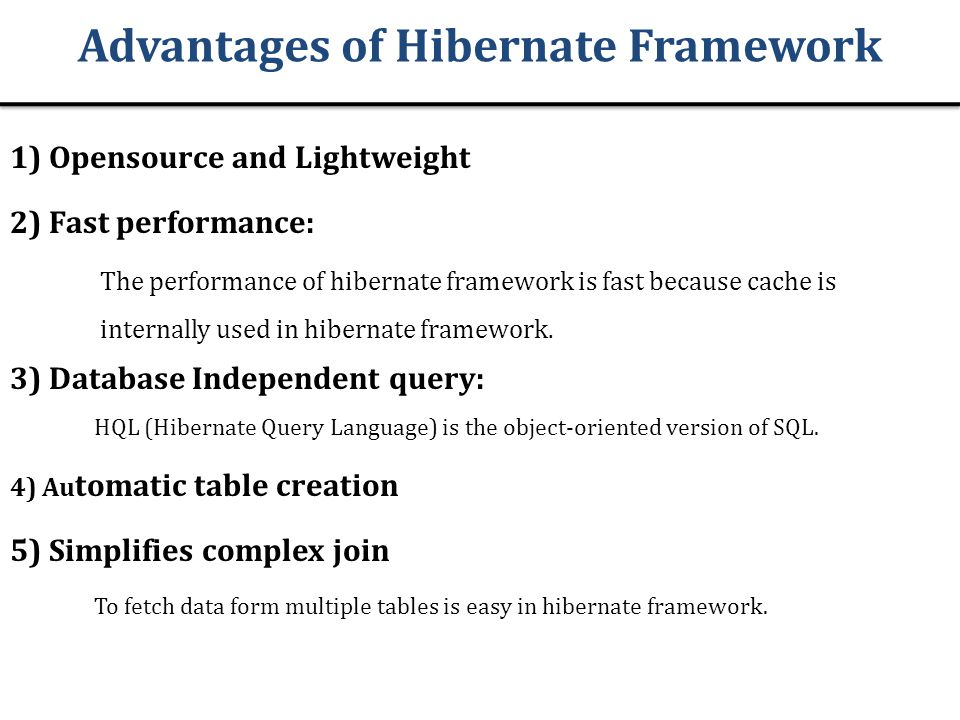 Advantages of Hibernate Framework
1) Opensource and Lightweight
2) Fast performance:
The performance of hibernate framework is fast because cache is
internally used in hibernate framework.
3) Database Independent query:
HQL (Hibernate Query Language) is the object-oriented version of SQL.
4) Automatic table creation
5) Simplifies complex join
To fetch data form multiple tables is easy in hibernate framework.